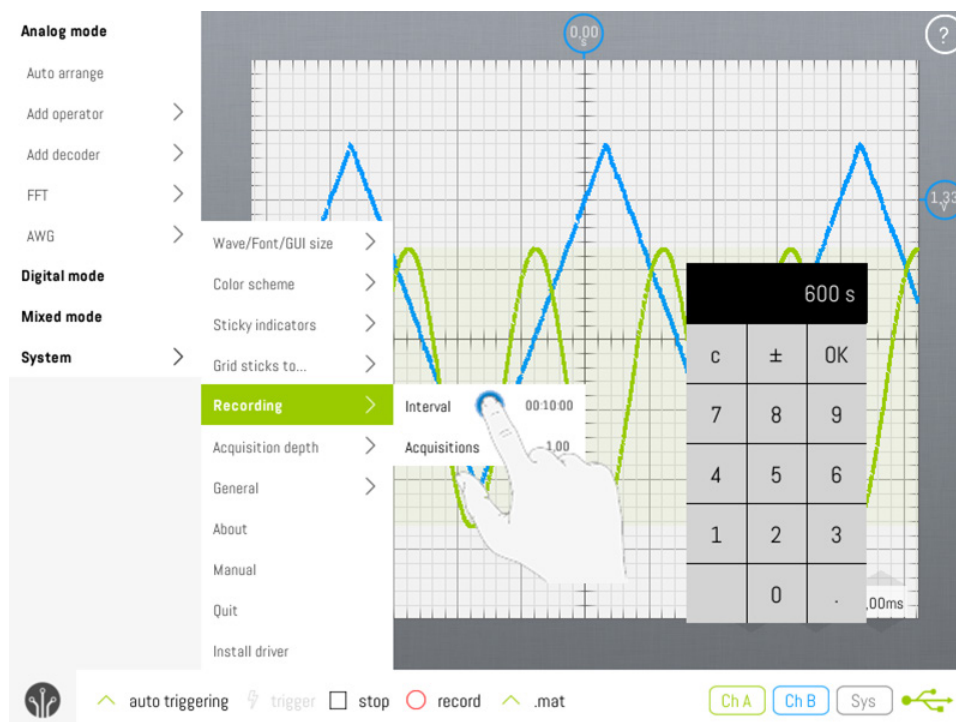 Analog mode
Auto arrange
Add operator
Add decoder
FFT
AWG
Digital mode
Mixed mode
System
Wave/Font/GUI size
Color scheme
Sticky indicators
Grid sticks to...
Recording
Acquisition depth
General
About
Manual
Quit
Install driver
Interval 00:10:00
Acquisitions 1.00
0,00
s
?
1,33
V
600 s
C ± OK
7 8 9
4 5 6
1 2 3
0 .
,00ms
auto triggering trigger stop record .mat
Ch A Ch B Sys